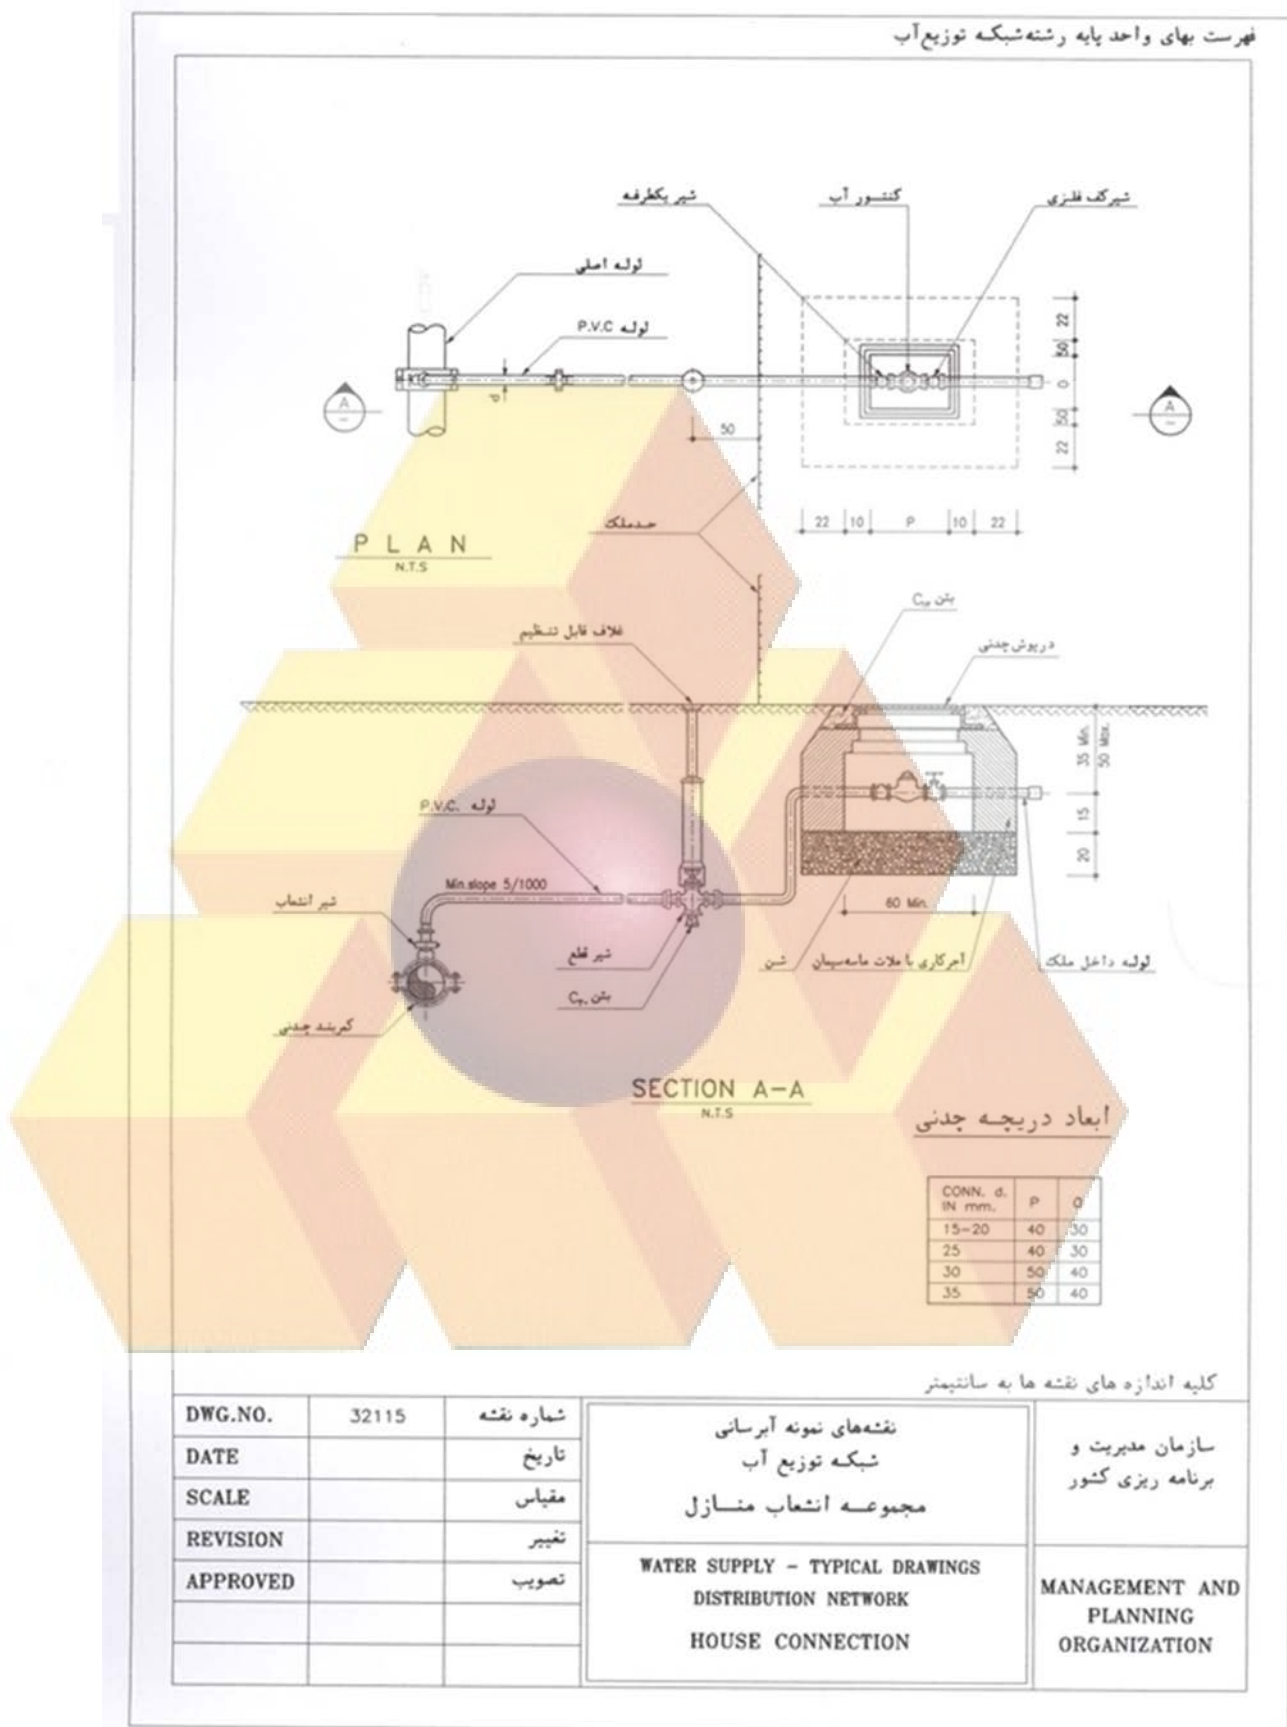 فهرست بهای واحد پایه رشته شبکه توزیع آب
شیر یکطرفه
کنتور آب
شیرکف فلزی
لوله اصلی
لوله P.V.C
d
A
A
22
50
O
50
22
50
22
10
P
10
22
حد ملک
PLAN
N.T.S
غلاف قابل تنظیم
بتن
درپوش چدنی
35 Min.
50 Max.
15
20
لوله P.V.C.
Min.slope 5/1000
شیر انشعاب
60 Min.
شیر قطع
شن
آجرکاری با ملات ماسه سیمان
لوله داخل ملک
بتن
کمربند چدنی
SECTION A-A
N.T.S
ابعاد دریچه چدنی
CONN. d. IN mm. P O
15-20 40 30
25 40 30
30 50 40
35 50 40
کلیه اندازه های نقشه ها به سانتیمتر
DWG.NO. 32115 شماره نقشه
DATE تاریخ
SCALE مقیاس
REVISION تغییر
APPROVED تصویب
نقشه‌های نمونه آبرسانی
شبکه توزیع آب
مجموعه انشعاب منازل
WATER SUPPLY - TYPICAL DRAWINGS
DISTRIBUTION NETWORK
HOUSE CONNECTION
سازمان مدیریت و
برنامه ریزی کشور
MANAGEMENT AND
PLANNING
ORGANIZATION